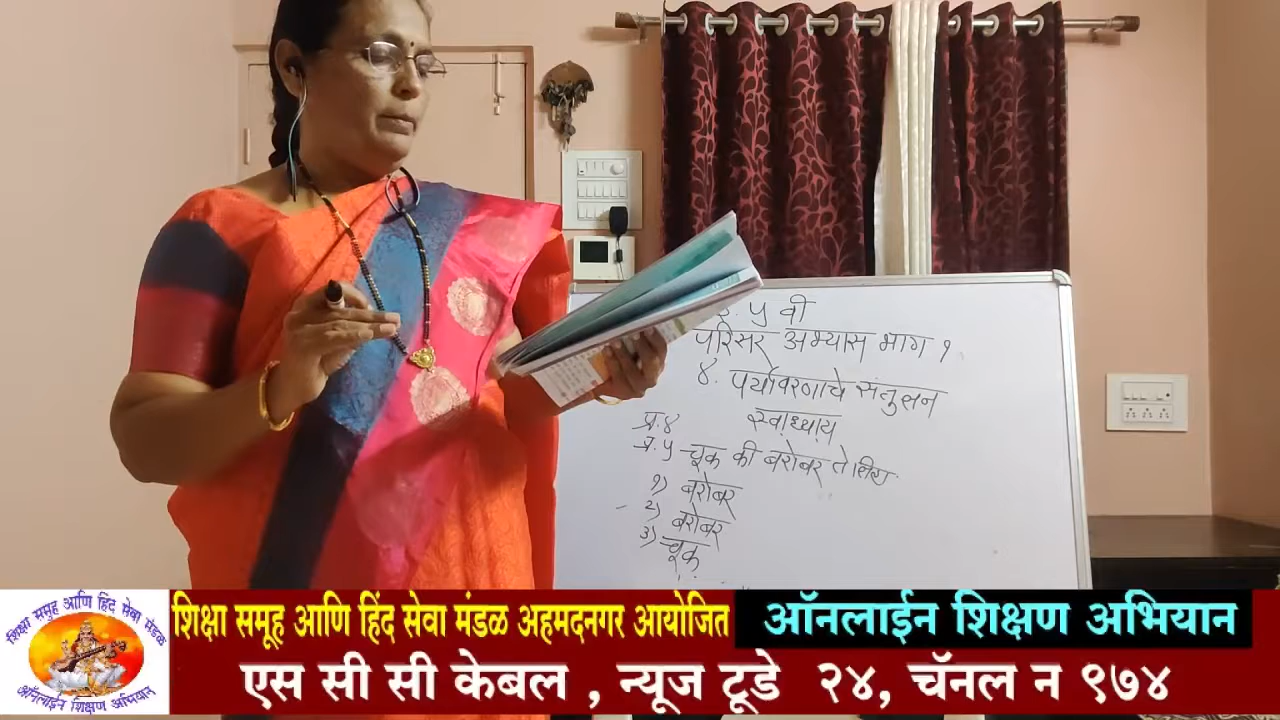 इ. ५ वी
परिसर अभ्यास भाग १
४. पर्यावरणाचे संतुलन
स्वाध्याय
प्र.४
प्र.५ चूक की बरोबर ते लिहा
१) बरोबर
२) बरोबर
३) चूक
शिक्षा समुह आणि हिंद सेवा मंडळ
ऑनलाईन शिक्षण अभियान
शिक्षा समूह आणि हिंद सेवा मंडळ अहमदनगर आयोजित
ऑनलाईन शिक्षण अभियान
एस सी सी केबल , न्यूज टूडे २४, चॅनल न ९७४